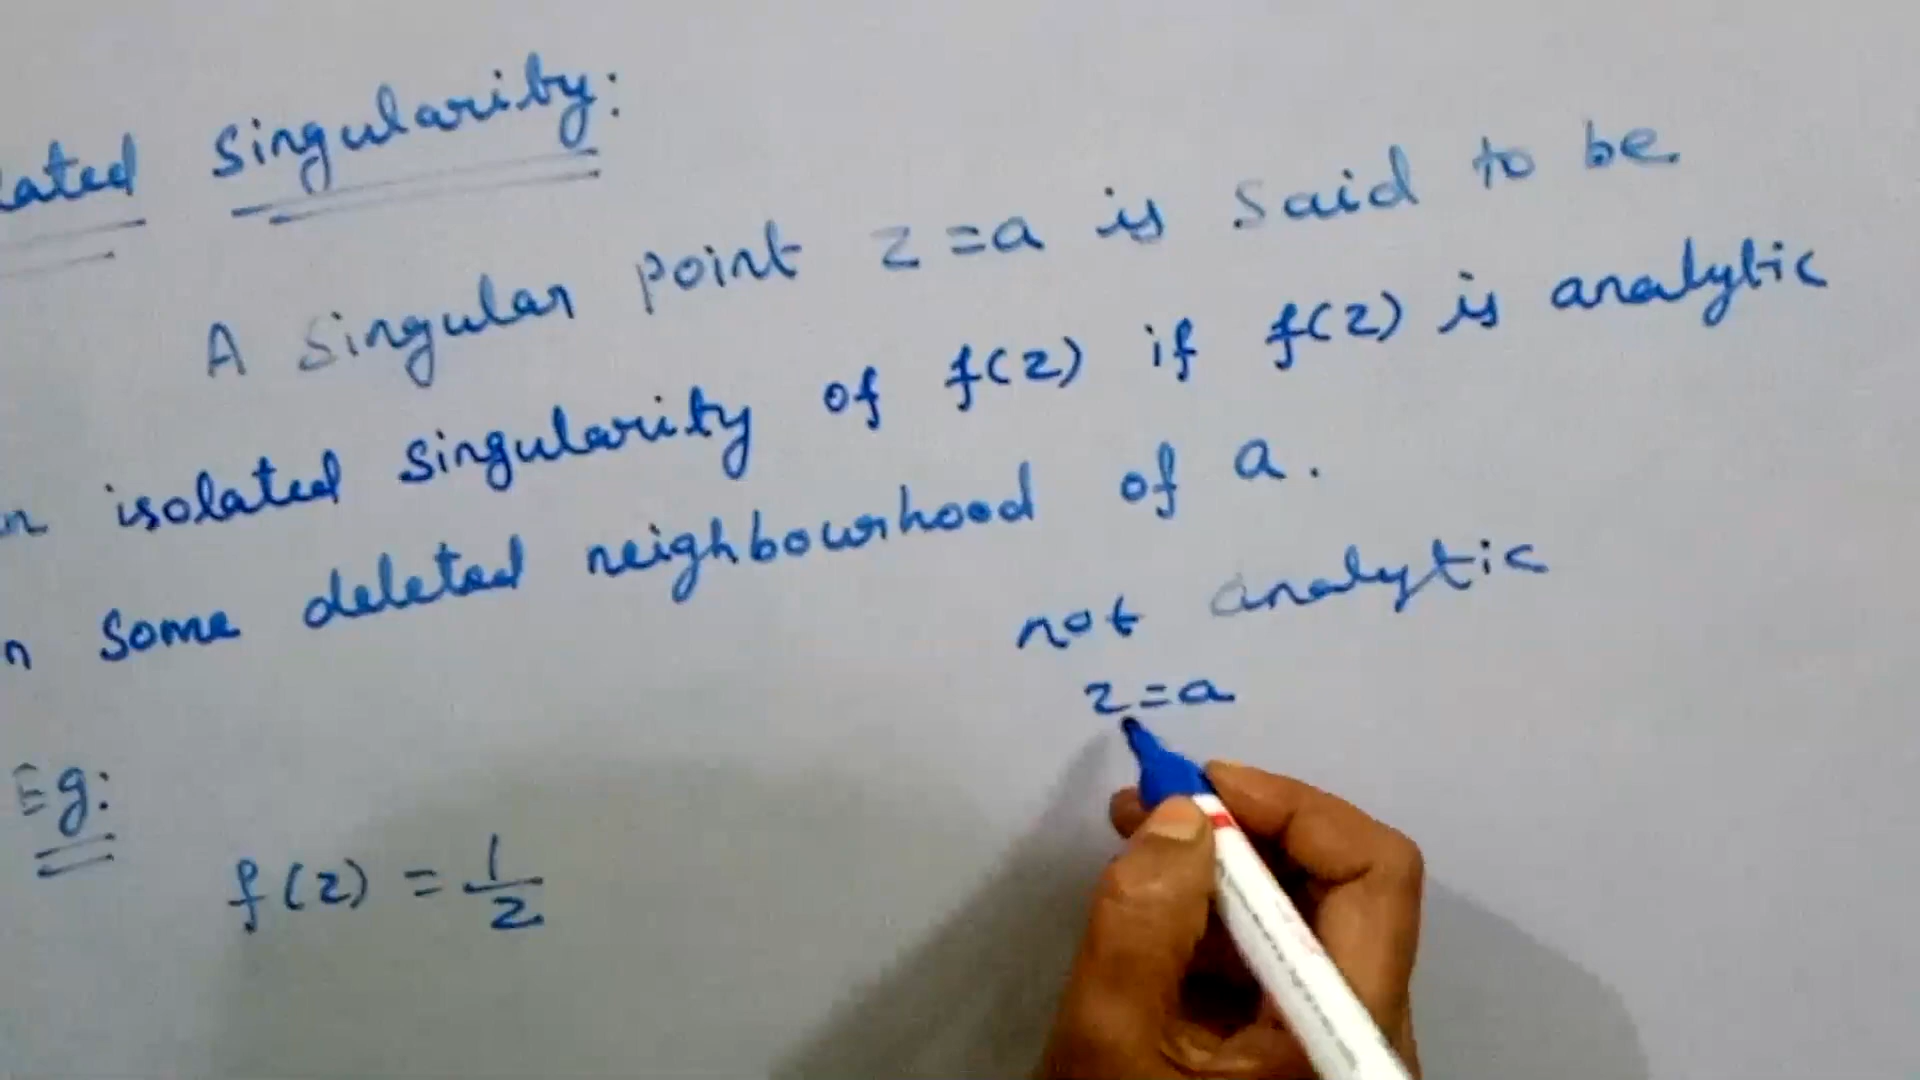 lated Singularity:
A Singular point z=a is Said to be
n isolated singularity of f(z) if f(z) is analytic
n Some deleted neighbourhood of a.
not analytic
z=a
Eg:
f(z) = 1/z